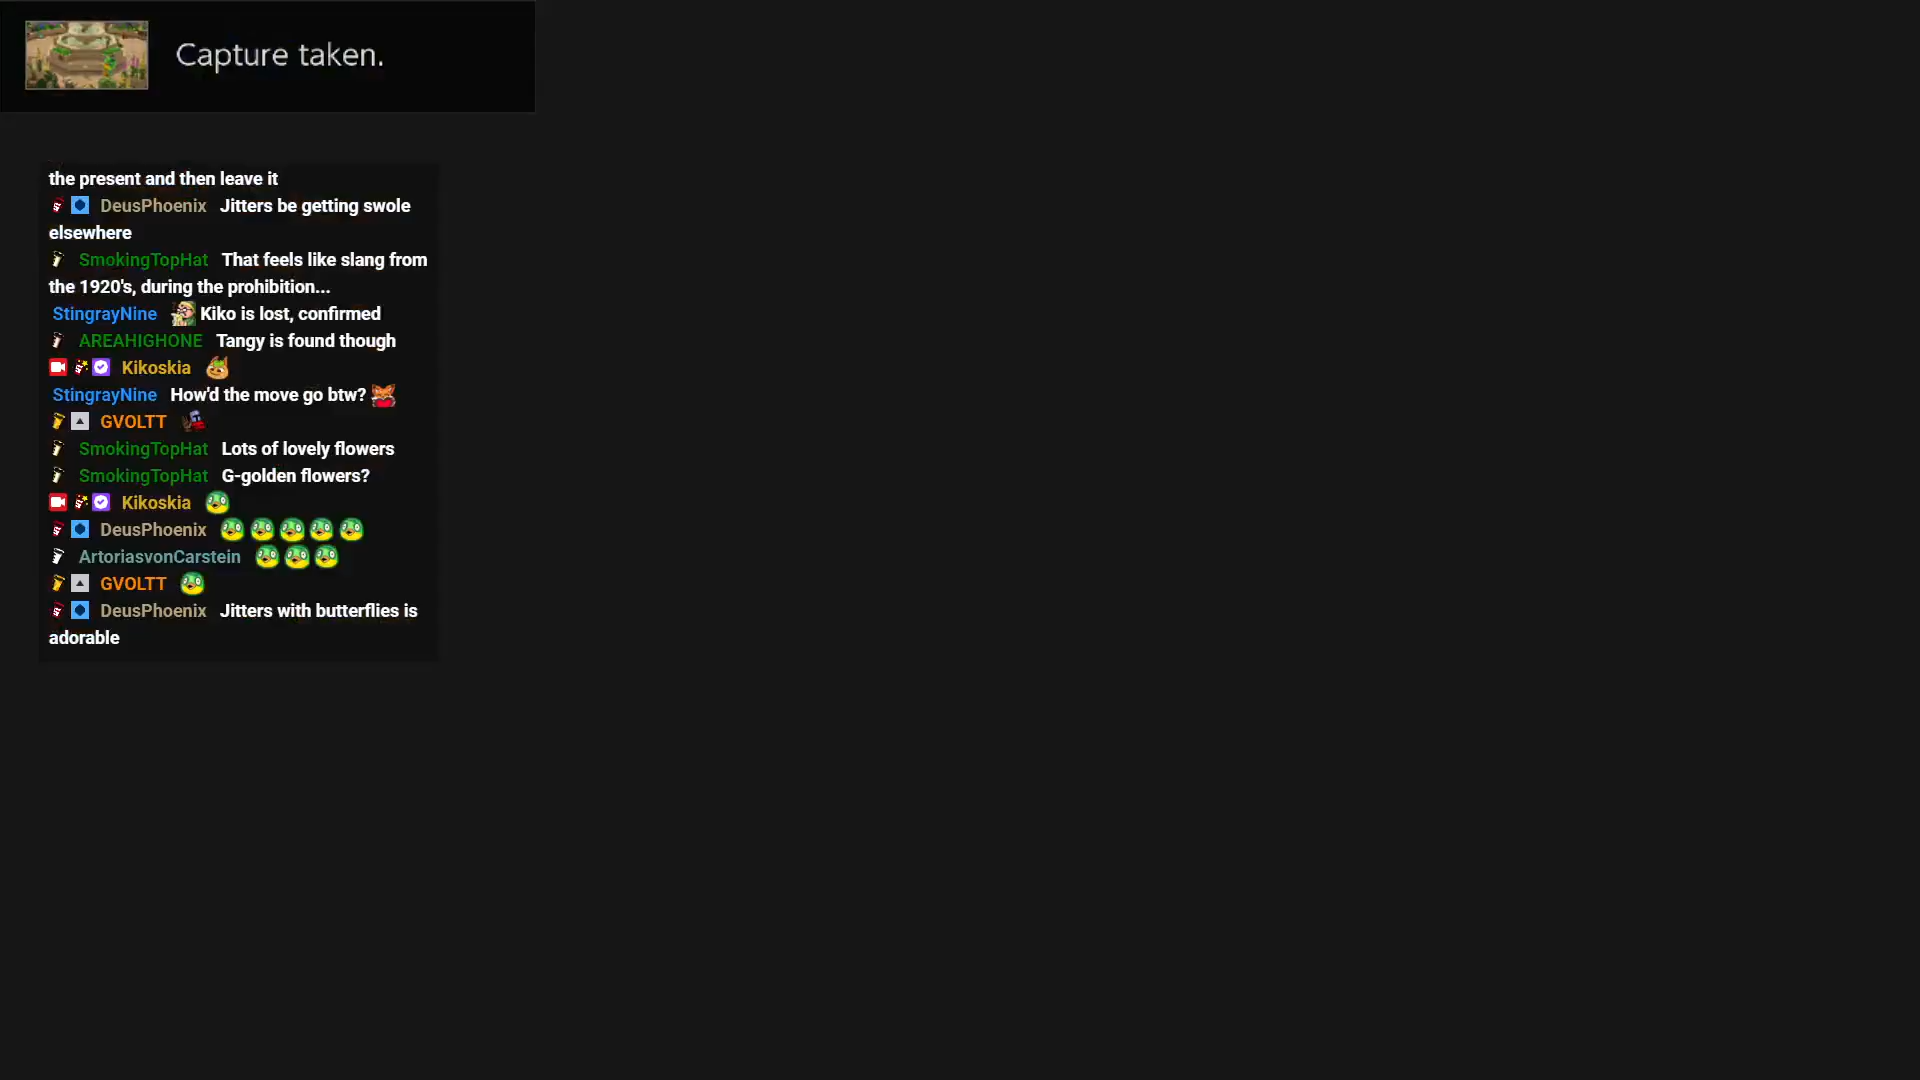 Capture taken.
the present and then leave it
DeusPhoenix Jitters be getting swole
elsewhere
SmokingTopHat That feels like slang from
the 1920's, during the prohibition...
StingrayNine Kiko is lost, confirmed
AREAHIGHONE Tangy is found though
Kikoskia
StingrayNine How'd the move go btw?
GVOLTT
SmokingTopHat Lots of lovely flowers
SmokingTopHat G-golden flowers?
Kikoskia
DeusPhoenix
ArtoriasvonCarstein
GVOLTT
DeusPhoenix Jitters with butterflies is
adorable